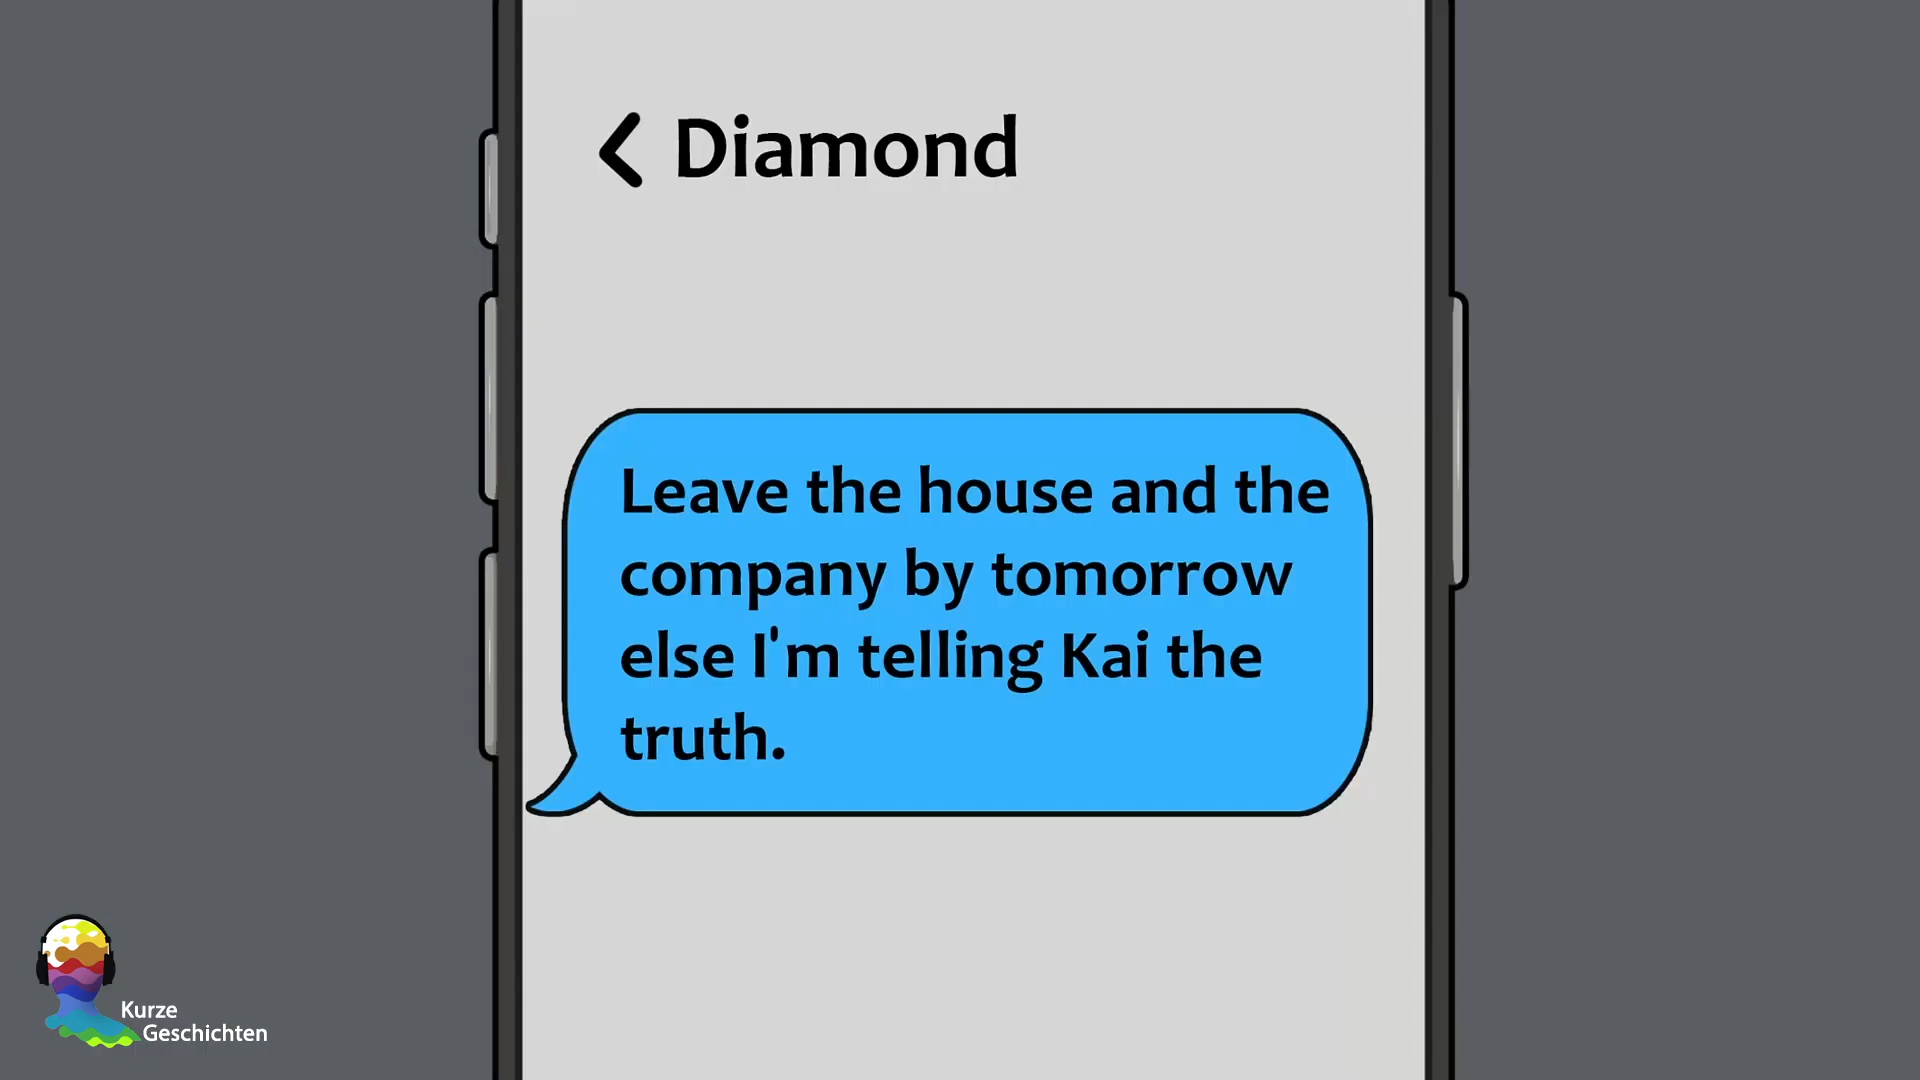 Diamond
Leave the house and the
company by tomorrow
else I'm telling Kai the
truth.
Kurze
Geschichten